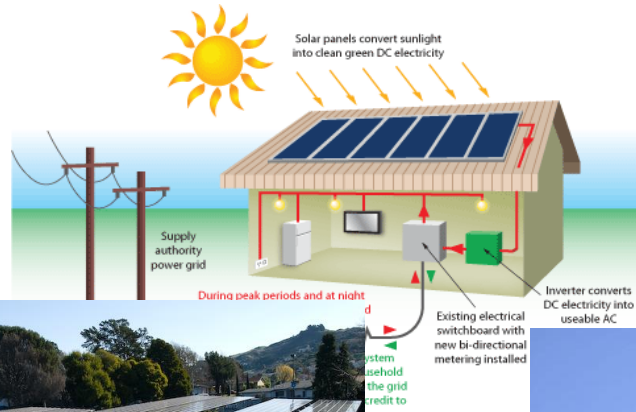 Solar panels convert sunlight
into clean green DC electricity
Supply
authority
power grid
During peak periods and at night
Existing electrical
switchboard with
new bi-directional
metering installed
Inverter converts
DC electricity into
useable AC
the grid
credit to